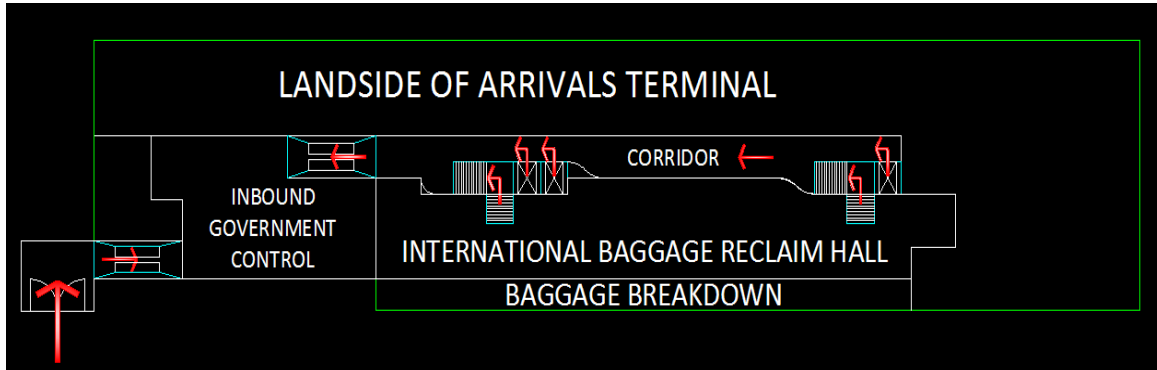 LANDSIDE OF ARRIVALS TERMINAL
CORRIDOR
INBOUND
GOVERNMENT
CONTROL
INTERNATIONAL BAGGAGE RECLAIM HALL
BAGGAGE BREAKDOWN